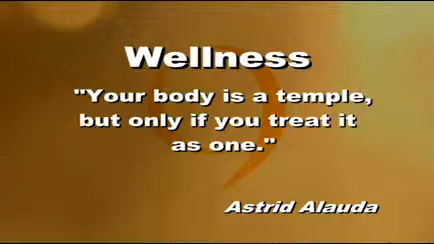 Wellness
"Your body is a temple,
but only if you treat it
as one."
Astrid Alauda